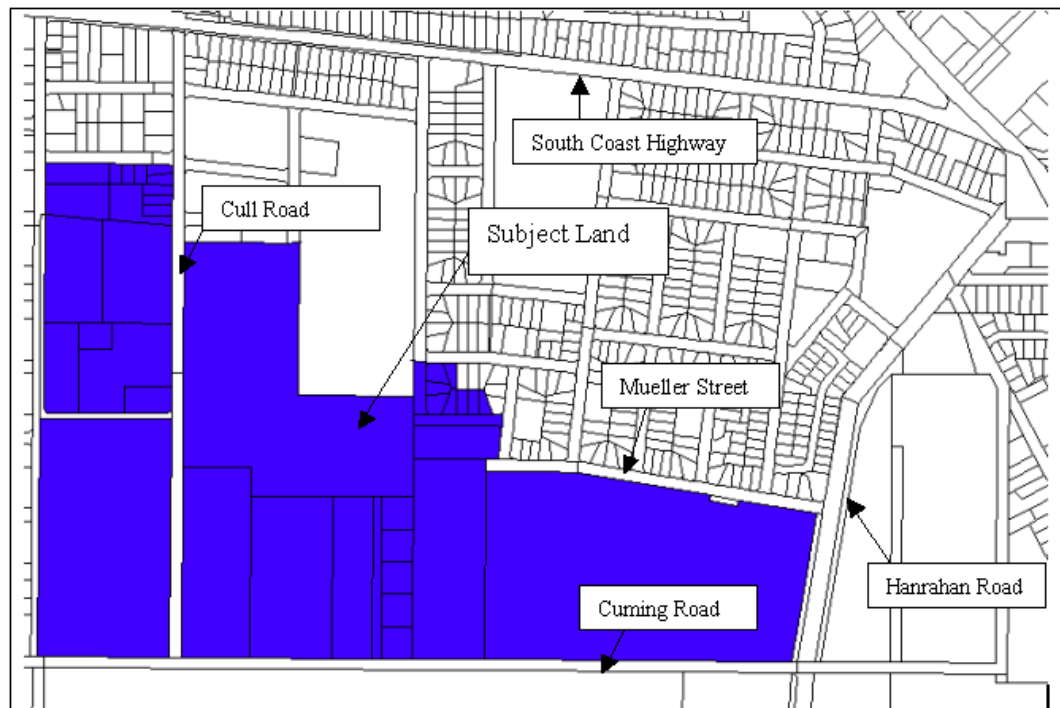 South Coast Highway
Cull Road
Subject Land
Mueller Street
Hanrahan Road
Cuming Road